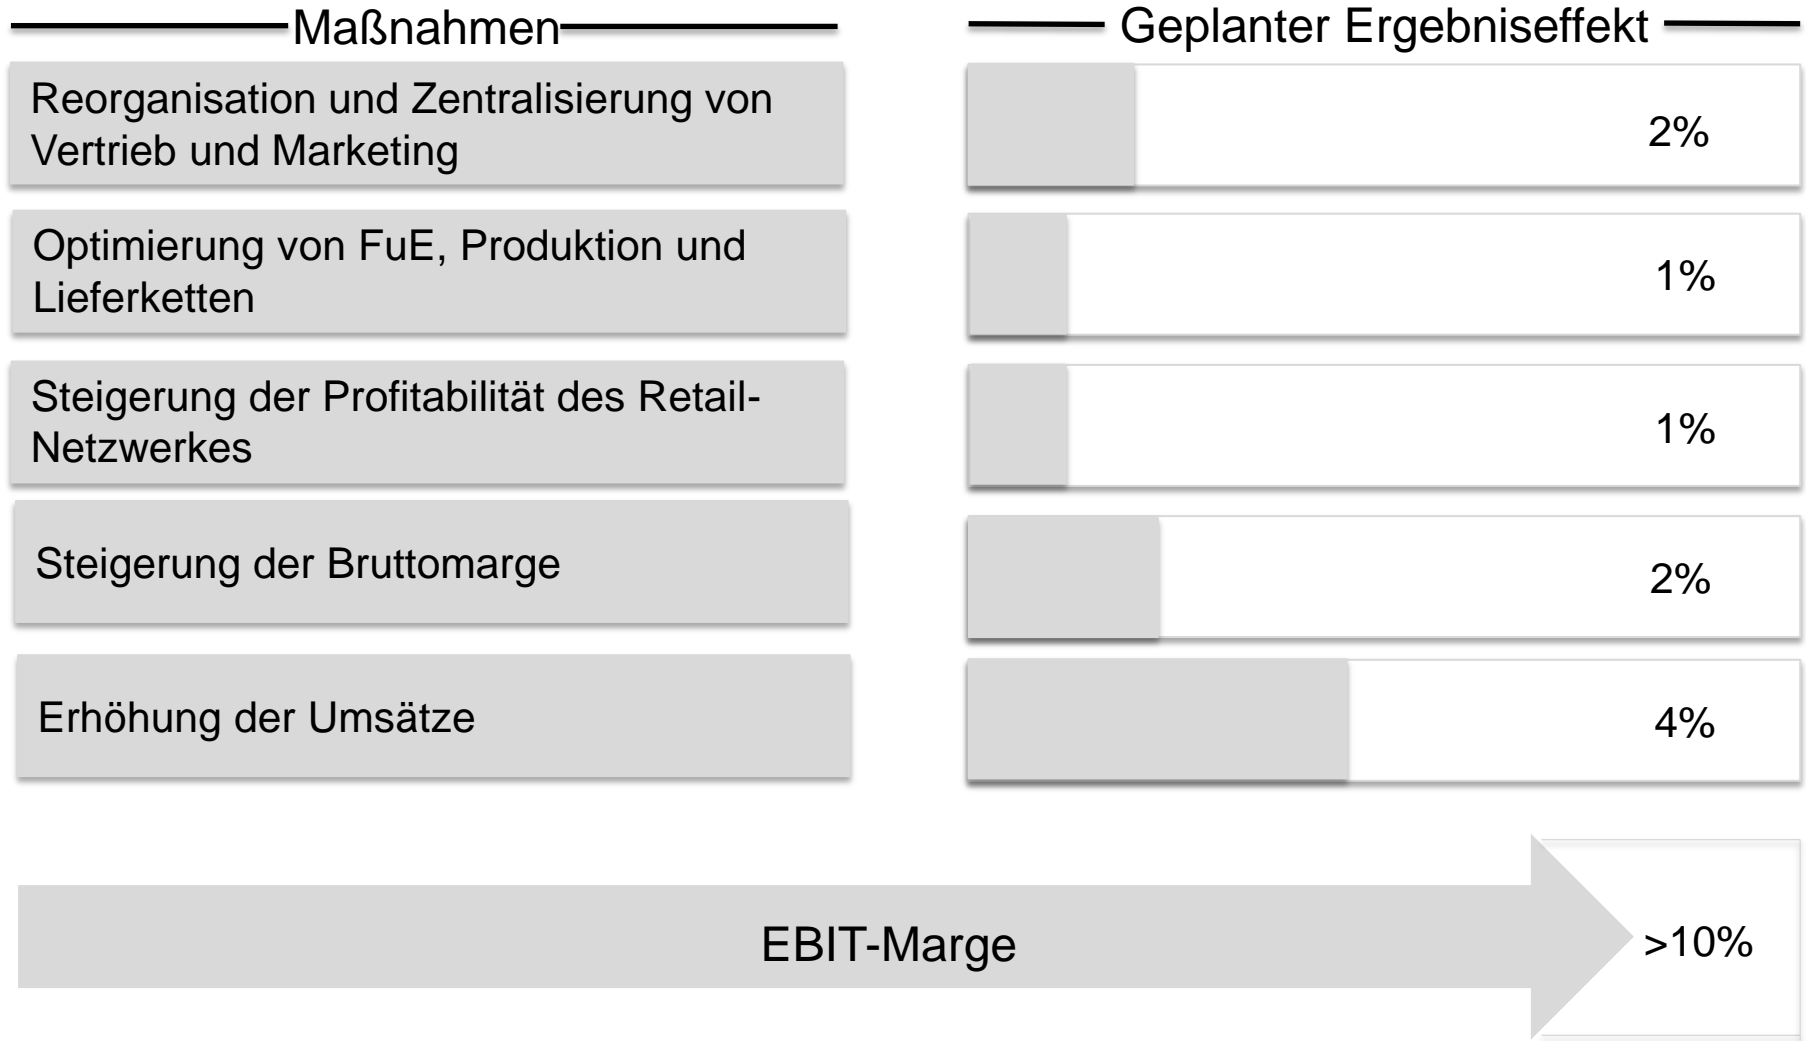 Maßnahmen
Geplanter Ergebniseffekt
Reorganisation und Zentralisierung von
Vertrieb und Marketing
2%
Optimierung von FuE, Produktion und
Lieferketten
1%
Steigerung der Profitabilität des Retail-
Netzwerkes
1%
Steigerung der Bruttomarge
2%
Erhöhung der Umsätze
4%
EBIT-Marge
>10%